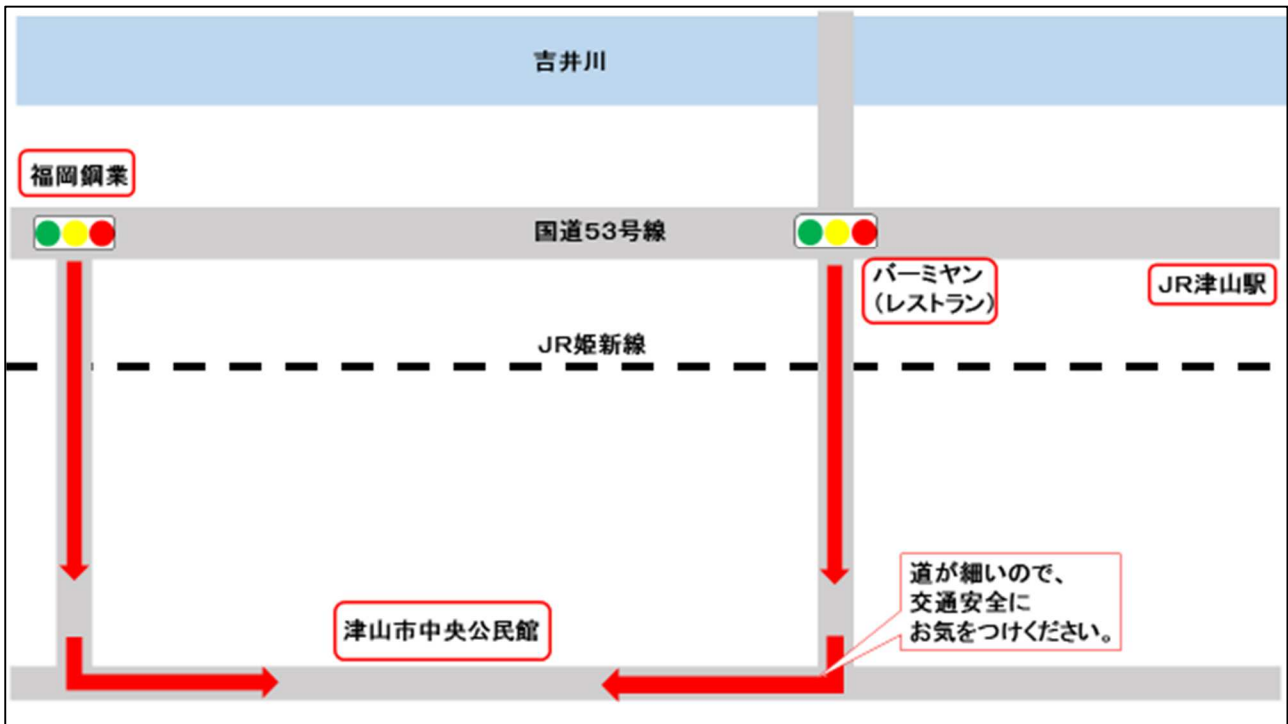 吉井川
福岡鋼業
国道53号線
バーミヤン
(レストラン)
JR津山駅
JR姫新線
道が細いので、
交通安全に
お気をつけください。
津山市中央公民館